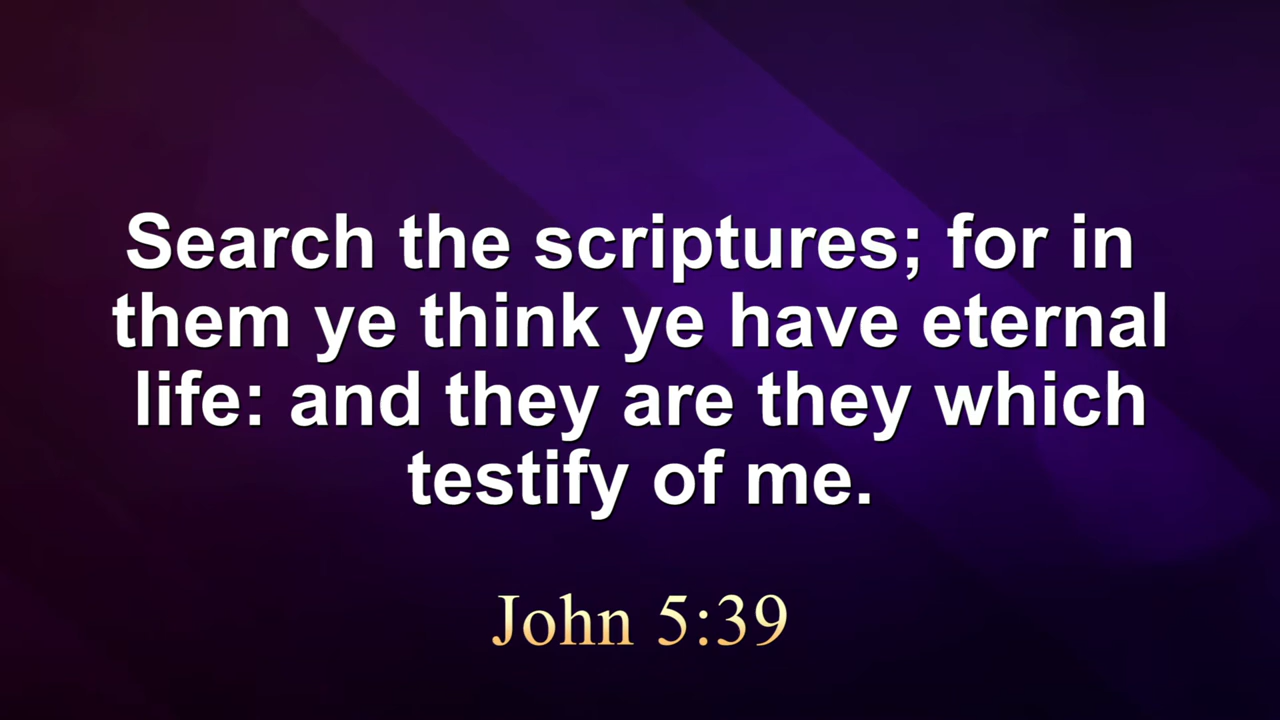 Search the scriptures; for in
them ye think ye have eternal
life: and they are they which
testify of me.
John 5:39